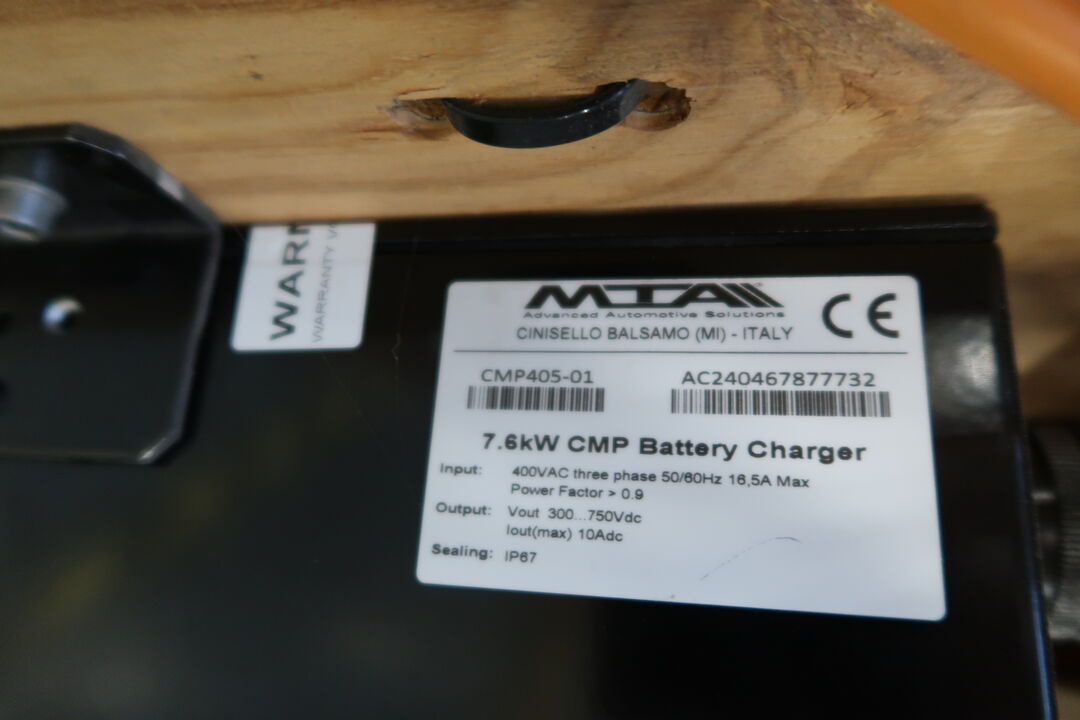 WARN
WARRANTY VO
MTA
Advanced Automotive Solutions
CINISELLO BALSAMO (MI) - ITALY
CE
CMP405-01
AC240467877732
7.6kW CMP Battery Charger
Input: 400VAC three phase 50/60Hz 16,5A Max
Power Factor > 0.9
Output: Vout 300...750Vdc
Iout(max) 10Adc
Sealing: IP67